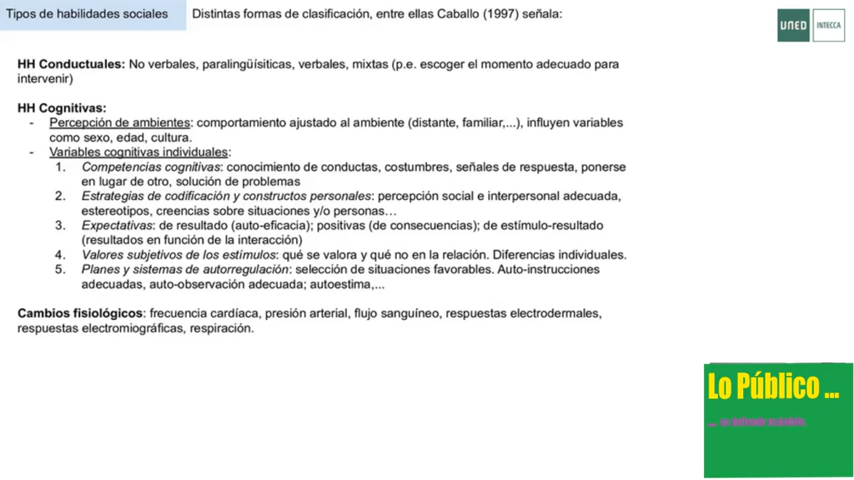 Tipos de habilidades sociales
Distintas formas de clasificación, entre ellas Caballo (1997) señala:
UNED
INTECCA
HH Conductuales: No verbales, paralingüísiticas, verbales, mixtas (p.e. escoger el momento adecuado para
intervenir)
HH Cognitivas:
- Percepción de ambientes: comportamiento ajustado al ambiente (distante, familiar,...), influyen variables
como sexo, edad, cultura.
- Variables cognitivas individuales:
1. Competencias cognitivas: conocimiento de conductas, costumbres, señales de respuesta, ponerse
en lugar de otro, solución de problemas
2. Estrategias de codificación y constructos personales: percepción social e interpersonal adecuada,
estereotipos, creencias sobre situaciones y/o personas…
3. Expectativas: de resultado (auto-eficacia); positivas (de consecuencias); de estímulo-resultado
(resultados en función de la interacción)
4. Valores subjetivos de los estímulos: qué se valora y qué no en la relación. Diferencias individuales.
5. Planes y sistemas de autorregulación: selección de situaciones favorables. Auto-instrucciones
adecuadas, auto-observación adecuada; autoestima,...
Cambios fisiológicos: frecuencia cardíaca, presión arterial, flujo sanguíneo, respuestas electrodermales,
respuestas electromiográficas, respiración.
Lo Público ...